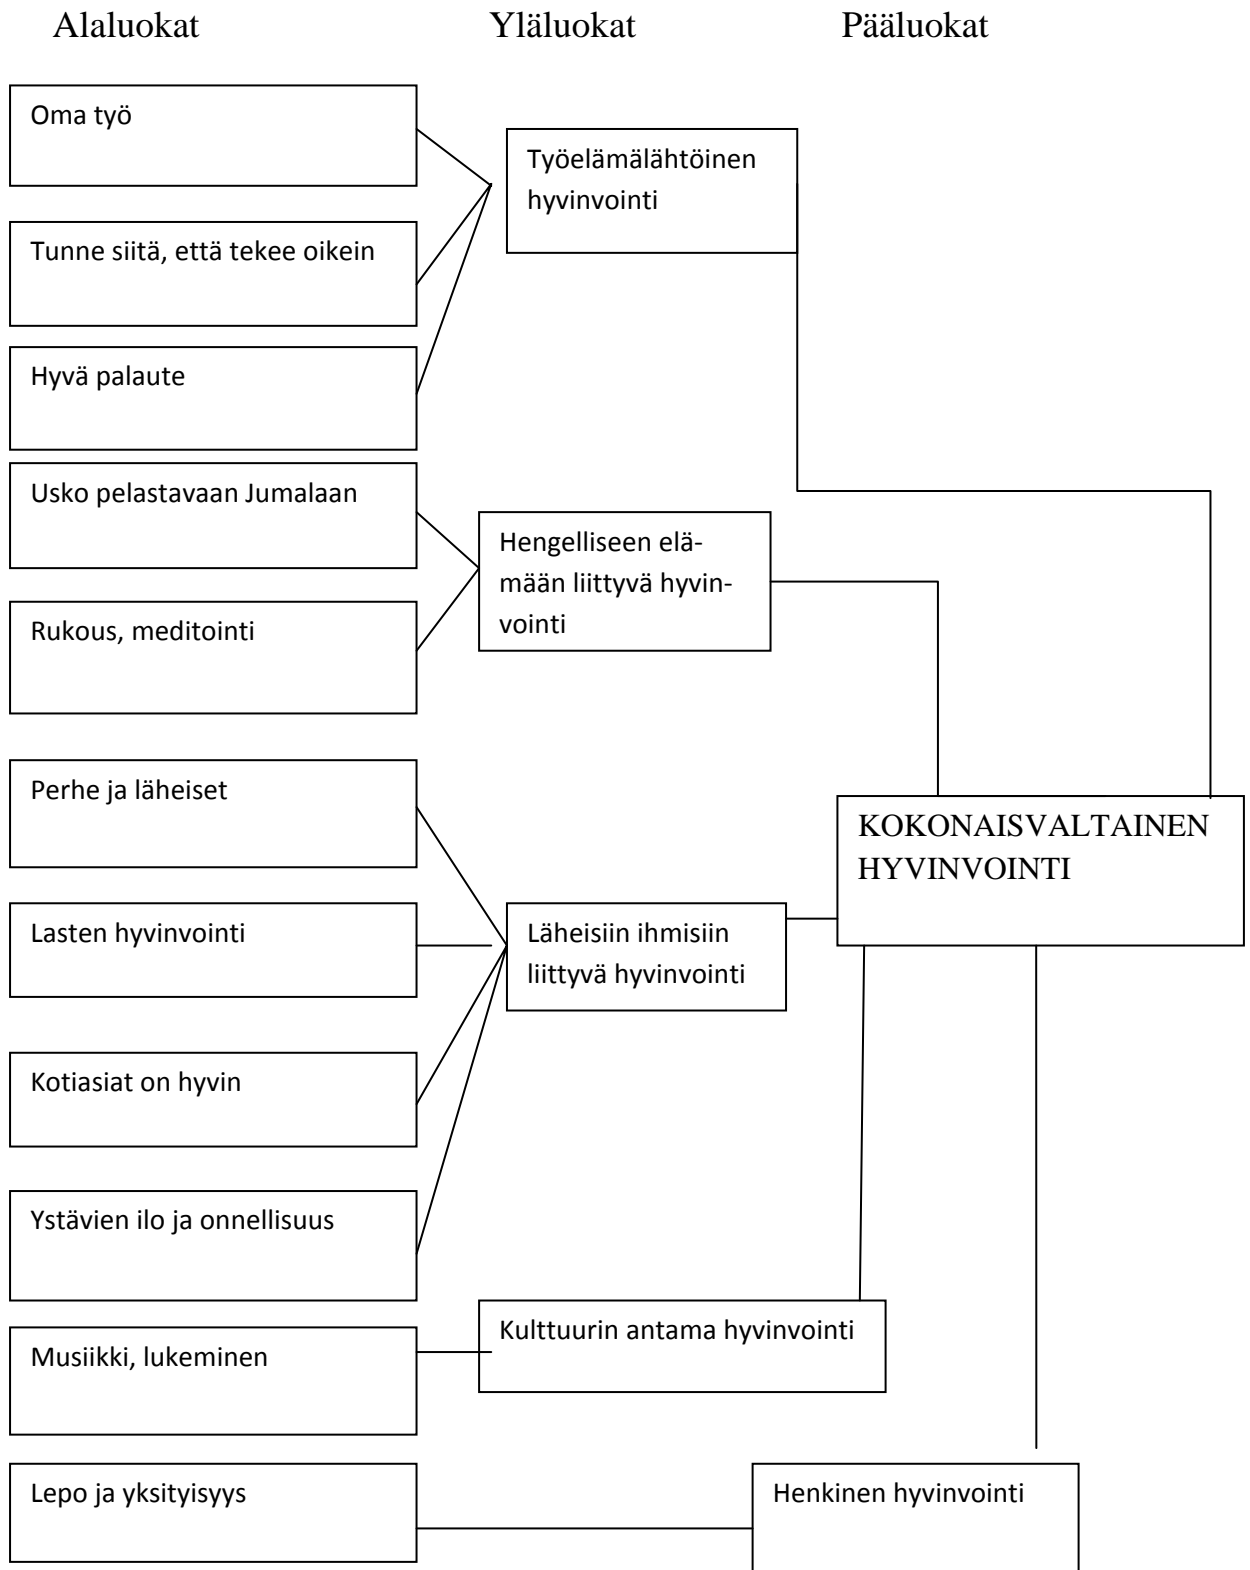 Alaluokat
Yläluokat
Pääluokat
Oma työ
Työelämälähtöinen
hyvinvointi
Tunne siitä, että tekee oikein
Hyvä palaute
Usko pelastavaan Jumalaan
Hengelliseen elä-
mään liittyvä hyvin-
vointi
Rukous, meditointi
Perhe ja läheiset
KOKONAISVALTAINEN
HYVINVOINTI
Lasten hyvinvointi
Läheisiin ihmisiin
liittyvä hyvinvointi
Kotiasiat on hyvin
Ystävien ilo ja onnellisuus
Kulttuurin antama hyvinvointi
Musiikki, lukeminen
Lepo ja yksityisyys
Henkinen hyvinvointi